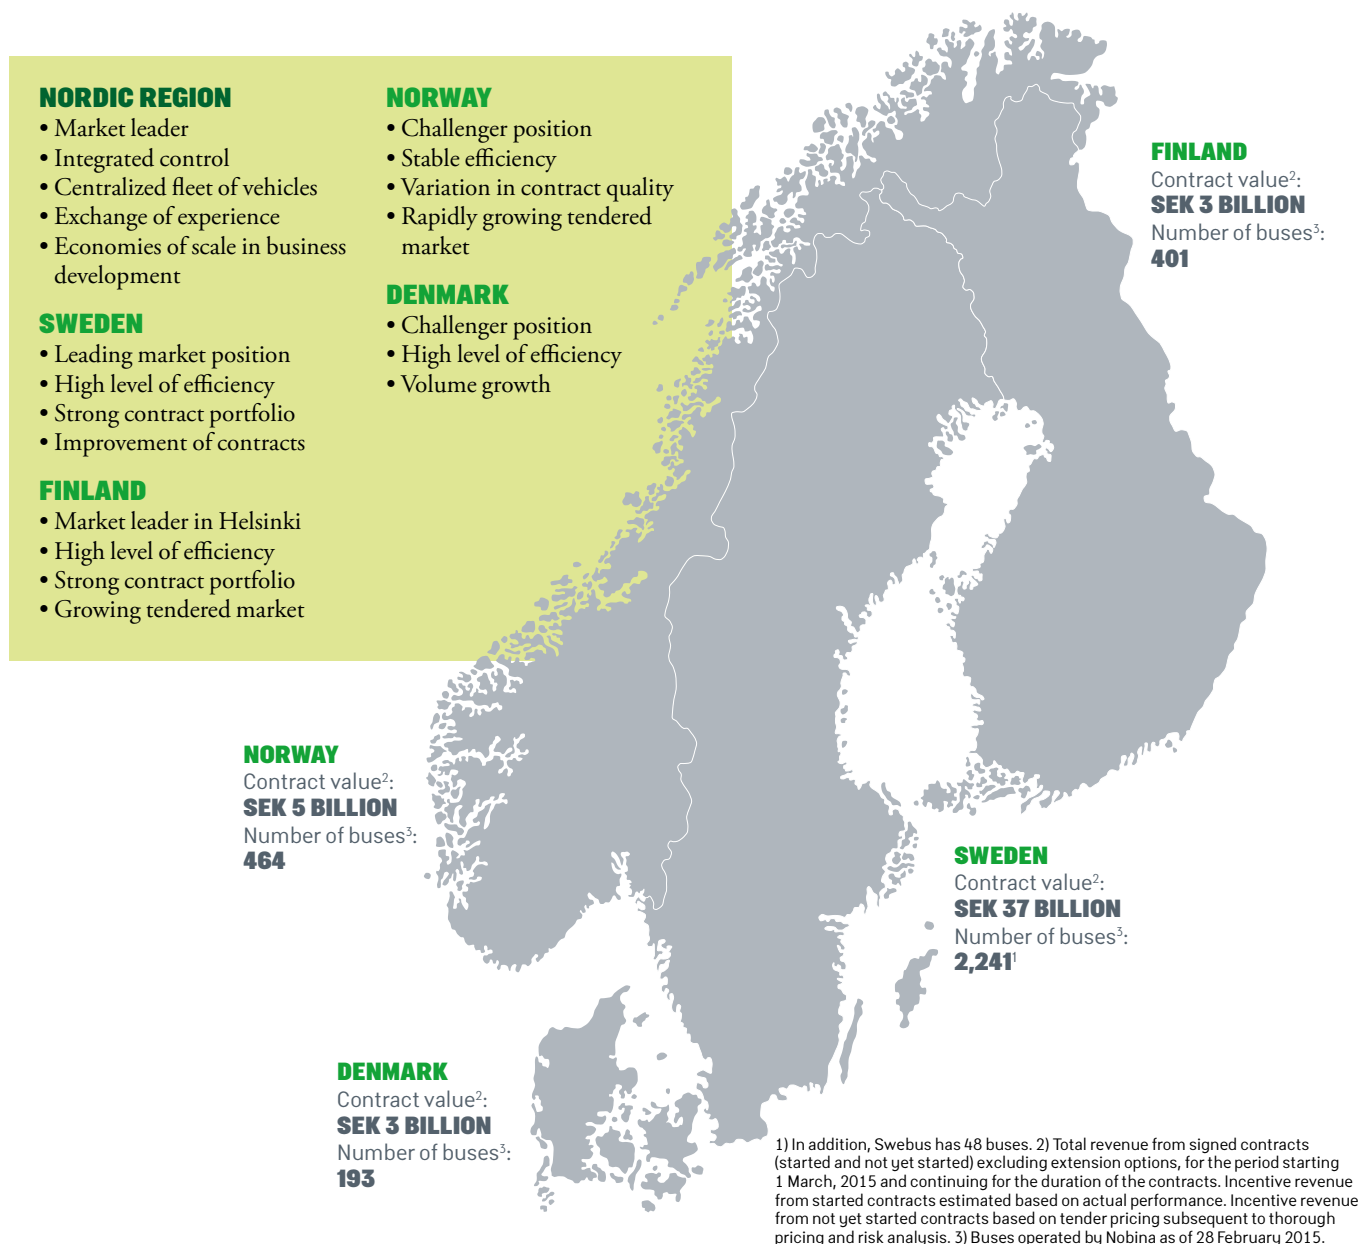 NORDIC REGION
• Market leader
• Integrated control
• Centralized fleet of vehicles
• Exchange of experience
• Economies of scale in business
development
SWEDEN
• Leading market position
• High level of efficiency
• Strong contract portfolio
• Improvement of contracts
FINLAND
• Market leader in Helsinki
• High level of efficiency
• Strong contract portfolio
• Growing tendered market
NORWAY
• Challenger position
• Stable efficiency
• Variation in contract quality
• Rapidly growing tendered
market
DENMARK
• Challenger position
• High level of efficiency
• Volume growth
FINLAND
Contract value²:
SEK 3 BILLION
Number of buses³:
401
NORWAY
Contract value²:
SEK 5 BILLION
Number of buses³:
464
SWEDEN
Contract value²:
SEK 37 BILLION
Number of buses³:
2,241¹
DENMARK
Contract value²:
SEK 3 BILLION
Number of buses³:
193
1) In addition, Swebus has 48 buses. 2) Total revenue from signed contracts
(started and not yet started) excluding extension options, for the period starting
1 March, 2015 and continuing for the duration of the contracts. Incentive revenue
from started contracts estimated based on actual performance. Incentive revenue
from not yet started contracts based on tender pricing subsequent to thorough
pricing and risk analysis. 3) Buses operated by Nobina as of 28 February 2015.